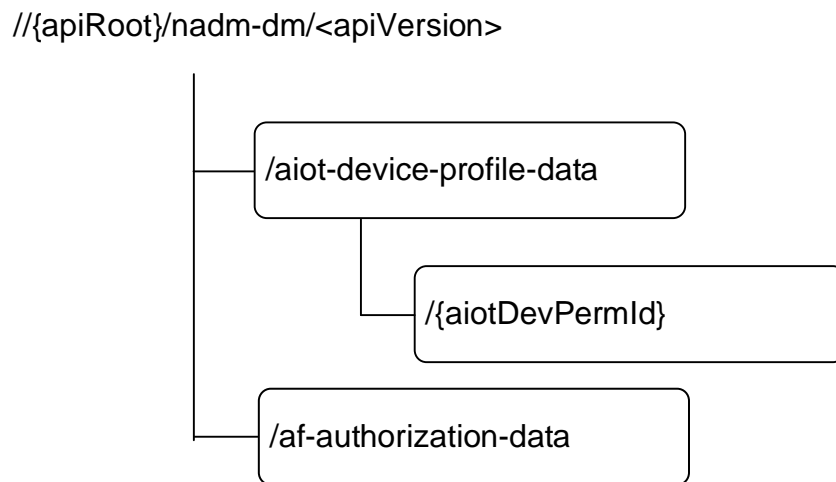 //{apiRoot}/nadm-dm/<apiVersion>
/aiot-device-profile-data
/{aiotDevPermId}
/af-authorization-data